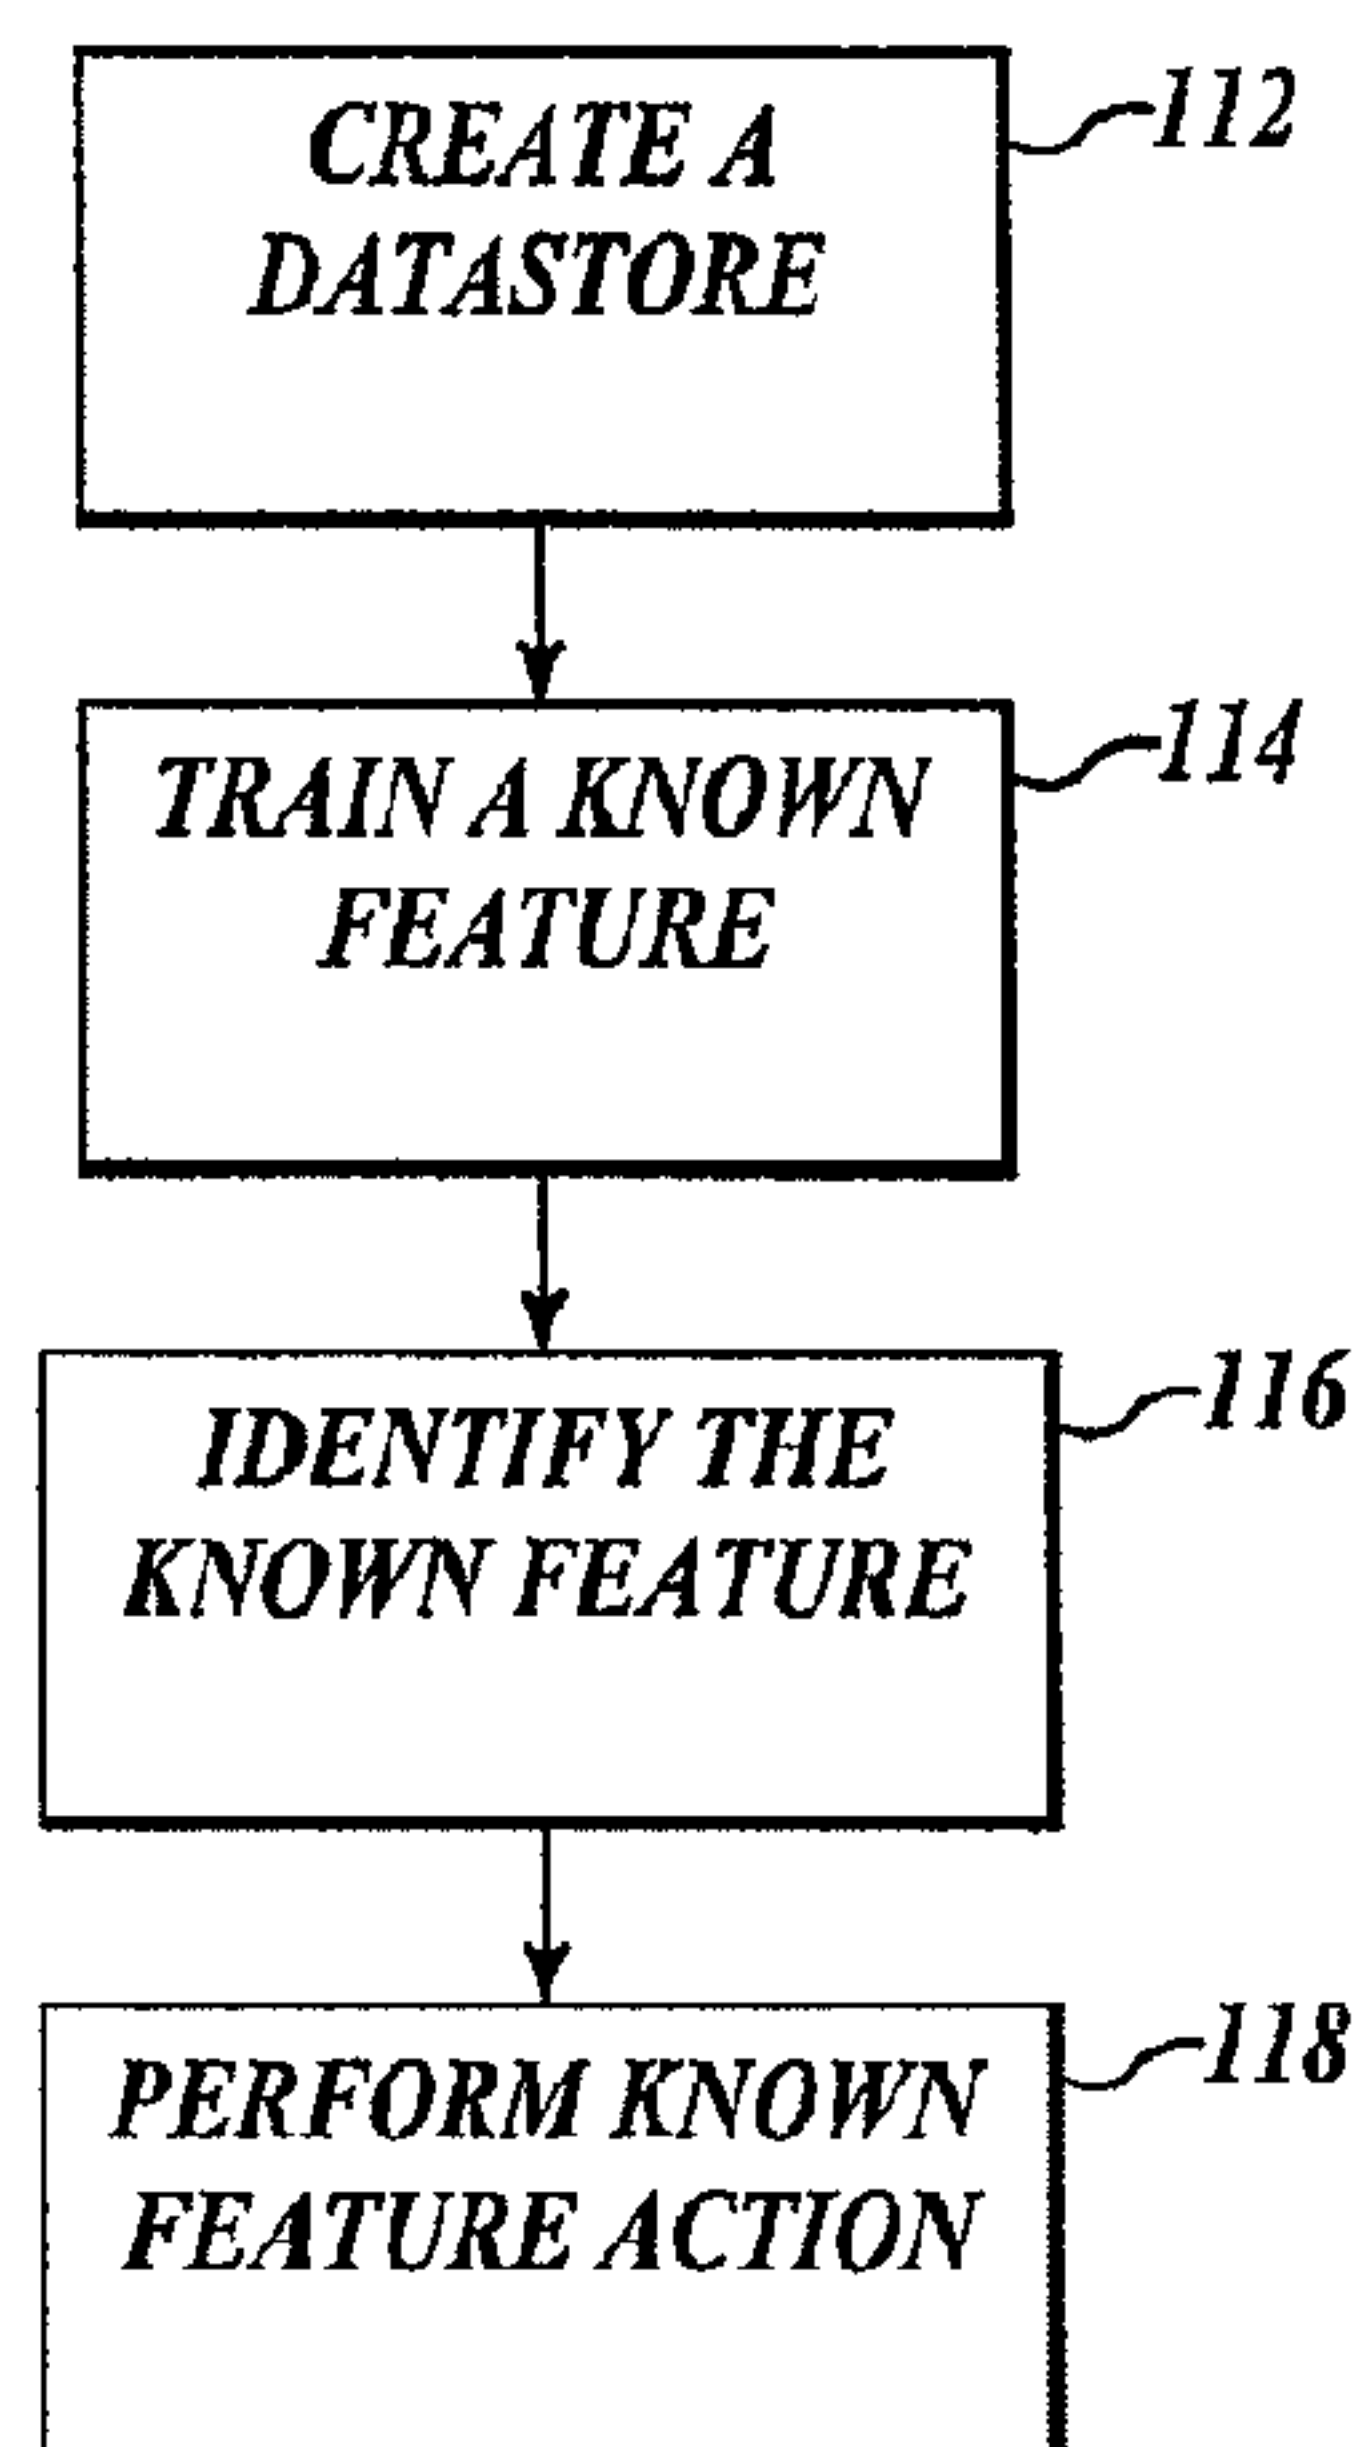 CREATE A
DATASTORE
112
TRAIN A KNOWN
FEATURE
114
IDENTIFY THE
KNOWN FEATURE
116
PERFORM KNOWN
FEATURE ACTION
118